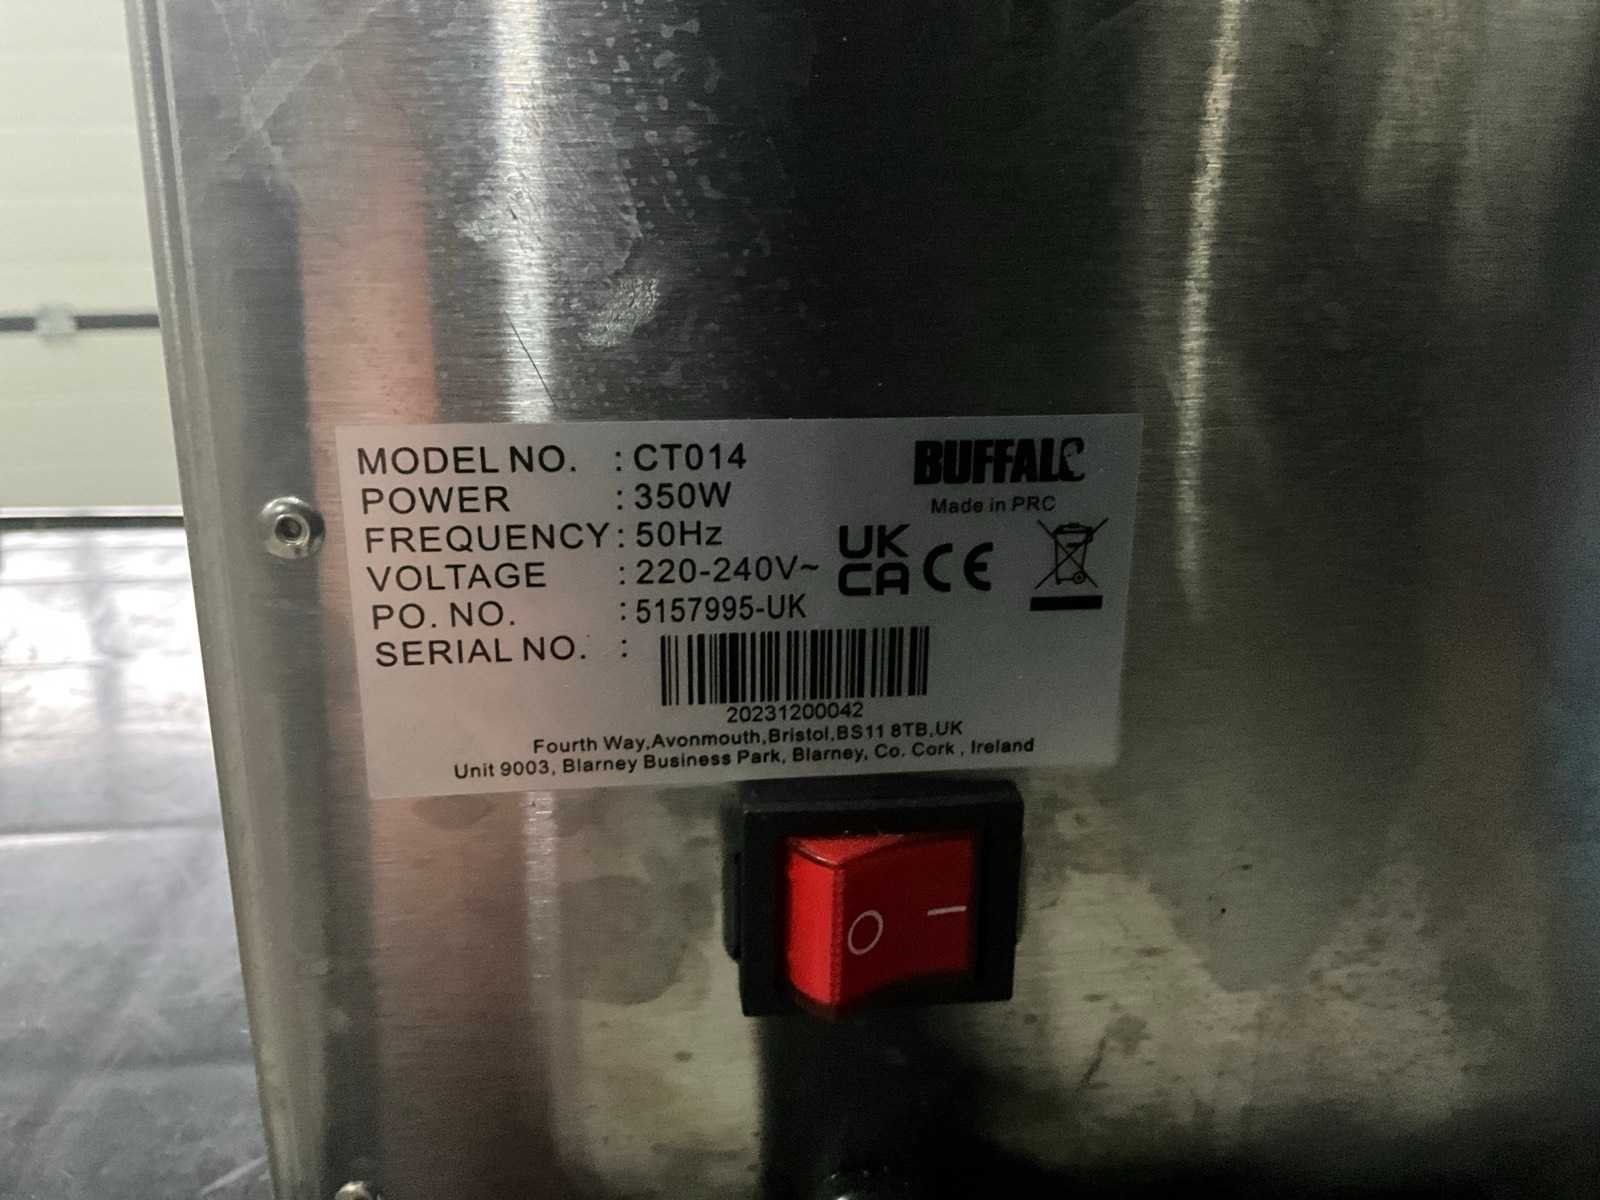 MODEL NO. : CT014
BUFFALO
POWER : 350W
Made in PRC
FREQUENCY : 50Hz
UK
CA CE
VOLTAGE : 220-240V~
PO. NO. : 5157995-UK
SERIAL NO. :
20231200042
Fourth Way,Avonmouth,Bristol,BS11 8TB,UK
Unit 9003, Blarney Business Park, Blarney, Co. Cork , Ireland
O –